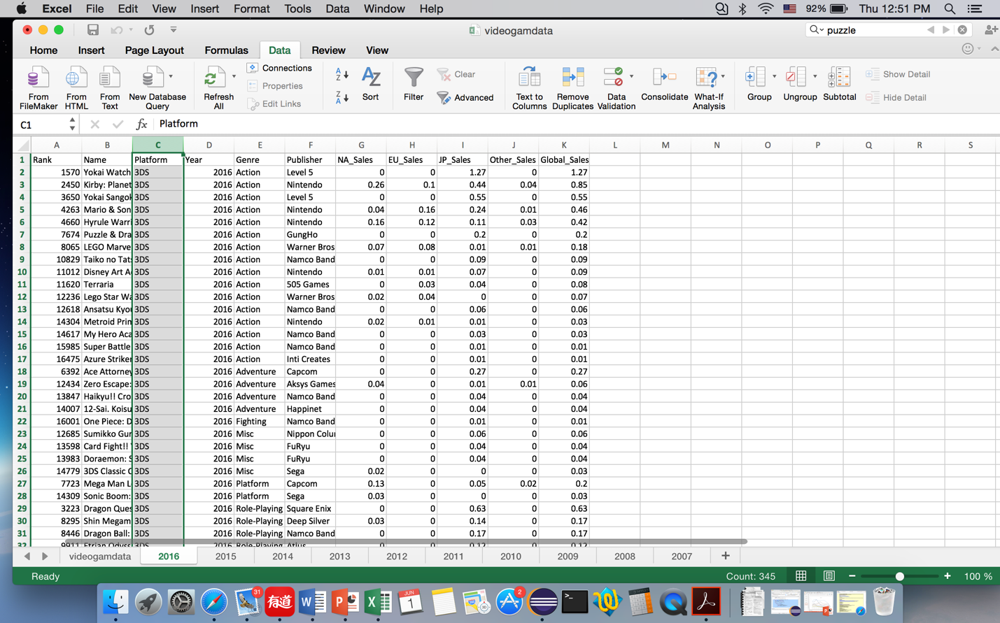 Excel File Edit View Insert Format Tools Data Window Help 92% Thu 12:51 PM
videogamdata puzzle
Home Insert Page Layout Formulas Data Review View
From FileMaker From HTML From Text New Database Query Refresh All Connections Properties Edit Links Sort Filter Clear Advanced Text to Columns Remove Duplicates Data Validation Consolidate What-If Analysis Group Ungroup Subtotal Show Detail Hide Detail
C1 fx Platform
A B C D E F G H I J K L M N O P Q R S
1 Rank Name Platform Year Genre Publisher NA_Sales EU_Sales JP_Sales Other_Sales Global_Sales
2 1570 Yokai Watch 3DS 2016 Action Level 5 0 0 1.27 0 1.27
3 2450 Kirby: Planet 3DS 2016 Action Nintendo 0.26 0.1 0.44 0.04 0.85
4 3650 Yokai Sangok 3DS 2016 Action Level 5 0 0 0.55 0 0.55
5 4263 Mario & Son 3DS 2016 Action Nintendo 0.04 0.16 0.24 0.01 0.46
6 4660 Hyrule Warri 3DS 2016 Action Nintendo 0.16 0.12 0.11 0.03 0.42
7 7674 Puzzle & Dra 3DS 2016 Action GungHo 0 0 0.2 0 0.2
8 8065 LEGO Marve 3DS 2016 Action Warner Bros 0.07 0.08 0.01 0.01 0.18
9 10829 Taiko no Tats 3DS 2016 Action Namco Band 0 0 0.09 0 0.09
10 11012 Disney Art A 3DS 2016 Action Nintendo 0.01 0.01 0.07 0 0.09
11 11620 Terraria 3DS 2016 Action 505 Games 0 0.03 0.04 0 0.08
12 12236 Lego Star Wa 3DS 2016 Action Warner Bros 0.02 0.04 0 0 0.07
13 12618 Ansatsu Kyo 3DS 2016 Action Namco Band 0 0 0.06 0 0.06
14 14304 Metroid Prim 3DS 2016 Action Nintendo 0.02 0.01 0.01 0 0.03
15 14617 My Hero Aca 3DS 2016 Action Namco Band 0 0 0.03 0 0.03
16 15985 Super Battle 3DS 2016 Action Namco Band 0 0 0.01 0 0.01
17 16475 Azure Striker 3DS 2016 Action Inti Creates 0 0 0.01 0 0.01
18 6392 Ace Attorney 3DS 2016 Adventure Capcom 0 0 0.27 0 0.27
19 12434 Zero Escape: 3DS 2016 Adventure Aksys Games 0.04 0 0.01 0.01 0.06
20 13847 Haikyu!! Cro 3DS 2016 Adventure Namco Band 0 0 0.04 0 0.04
21 14007 12-Sai. Koisu 3DS 2016 Adventure Happinet 0 0 0.04 0 0.04
22 16001 One Piece: D 3DS 2016 Fighting Namco Band 0 0 0.01 0 0.01
23 12685 Sumikko Gur 3DS 2016 Misc Nippon Colu 0 0 0.06 0 0.06
24 13598 Card Fight!! 3DS 2016 Misc FuRyu 0 0 0.04 0 0.04
25 13983 Doraemon: S 3DS 2016 Misc FuRyu 0 0 0.04 0 0.04
26 14779 3DS Classic C 3DS 2016 Misc Sega 0.02 0 0 0 0.03
27 7723 Mega Man L 3DS 2016 Platform Capcom 0.13 0 0.05 0.02 0.2
28 14309 Sonic Boom: 3DS 2016 Platform Sega 0.03 0 0 0 0.03
29 3223 Dragon Ques 3DS 2016 Role-Playing Square Enix 0 0 0.63 0 0.63
30 8295 Shin Megam 3DS 2016 Role-Playing Deep Silver 0.03 0 0.14 0 0.17
31 8446 Dragon Ball: 3DS 2016 Role-Playing Namco Band 0 0 0.17 0 0.17
32 9911 Etrian Odyss 3DS 2016 Role-Playing Atlus 0 0 0.12 0 0.12
videogamdata 2016 2015 2014 2013 2012 2011 2010 2009 2008 2007 +
Ready Count: 345 100 %
31 有道 W P X JUN 1 2